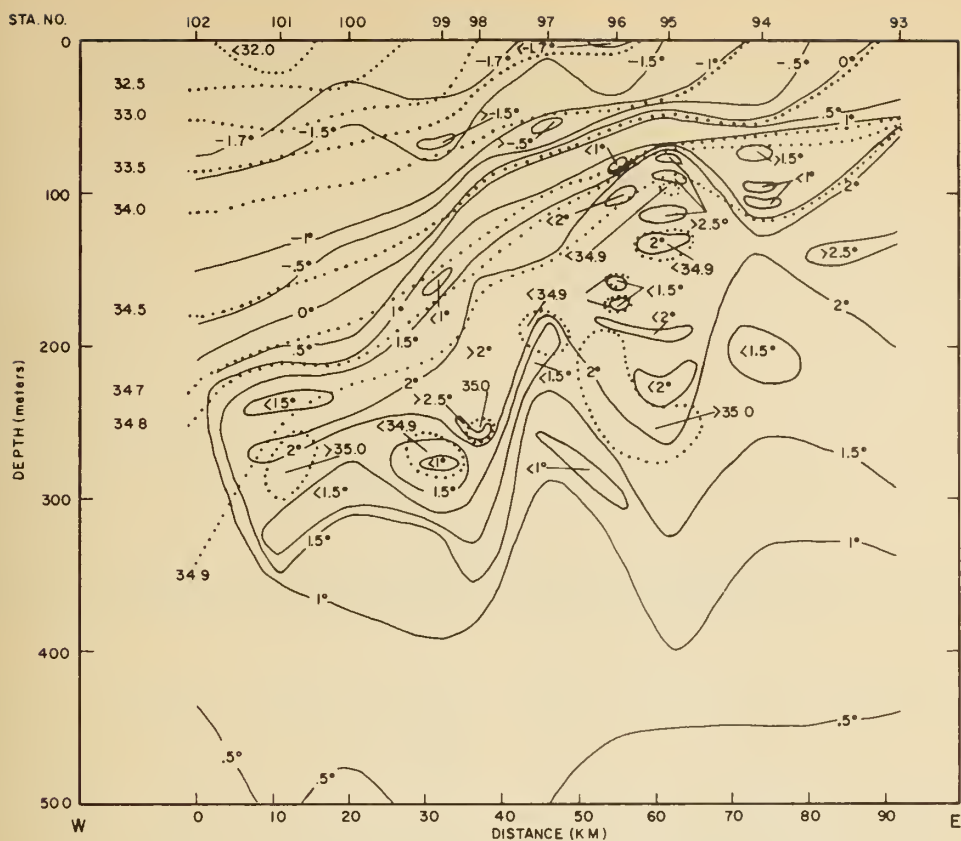 STA. NO. 102 101 100 99 98 97 96 95 94 93
0 <32.0 -1.7° <-1.7° -1.5° -1° -.5° 0°
32.5
33.0 -1.7° -1.5° >-1.5° >-.5° .5° 1°
33.5 <1° >1.5° <1° 2°
100
34.0 <2° >2.5°
-1° <34.9 2° <34.9 >2.5°
-.5° <1.5°
34.5 0° 1° <1° <34.9 <2° 2°
200 .5° 1.5° >2° <1.5° 2° <1.5°
34.7 2° 35.0 <2°
34.8 <1.5° >2.5° >35.0
2° >35.0 <34.9 <1° <1° 1.5°
300 <1.5° 1.5°
1.5° 1°
34.9 1°
400
.5° .5° .5°
500
DEPTH (meters)
W 0 10 20 30 40 50 60 70 80 90 E
DISTANCE (KM)